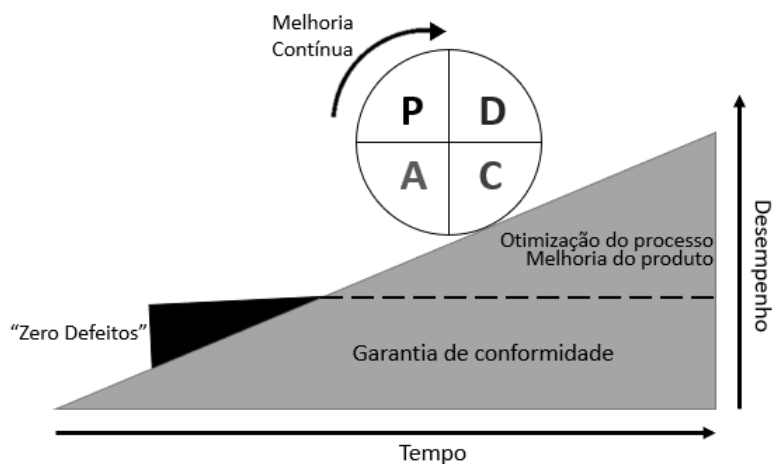 Melhoria
Contínua
P
D
A
C
Otimização do processo
Melhoria do produto
"Zero Defeitos"
Garantia de conformidade
Desempenho
Tempo